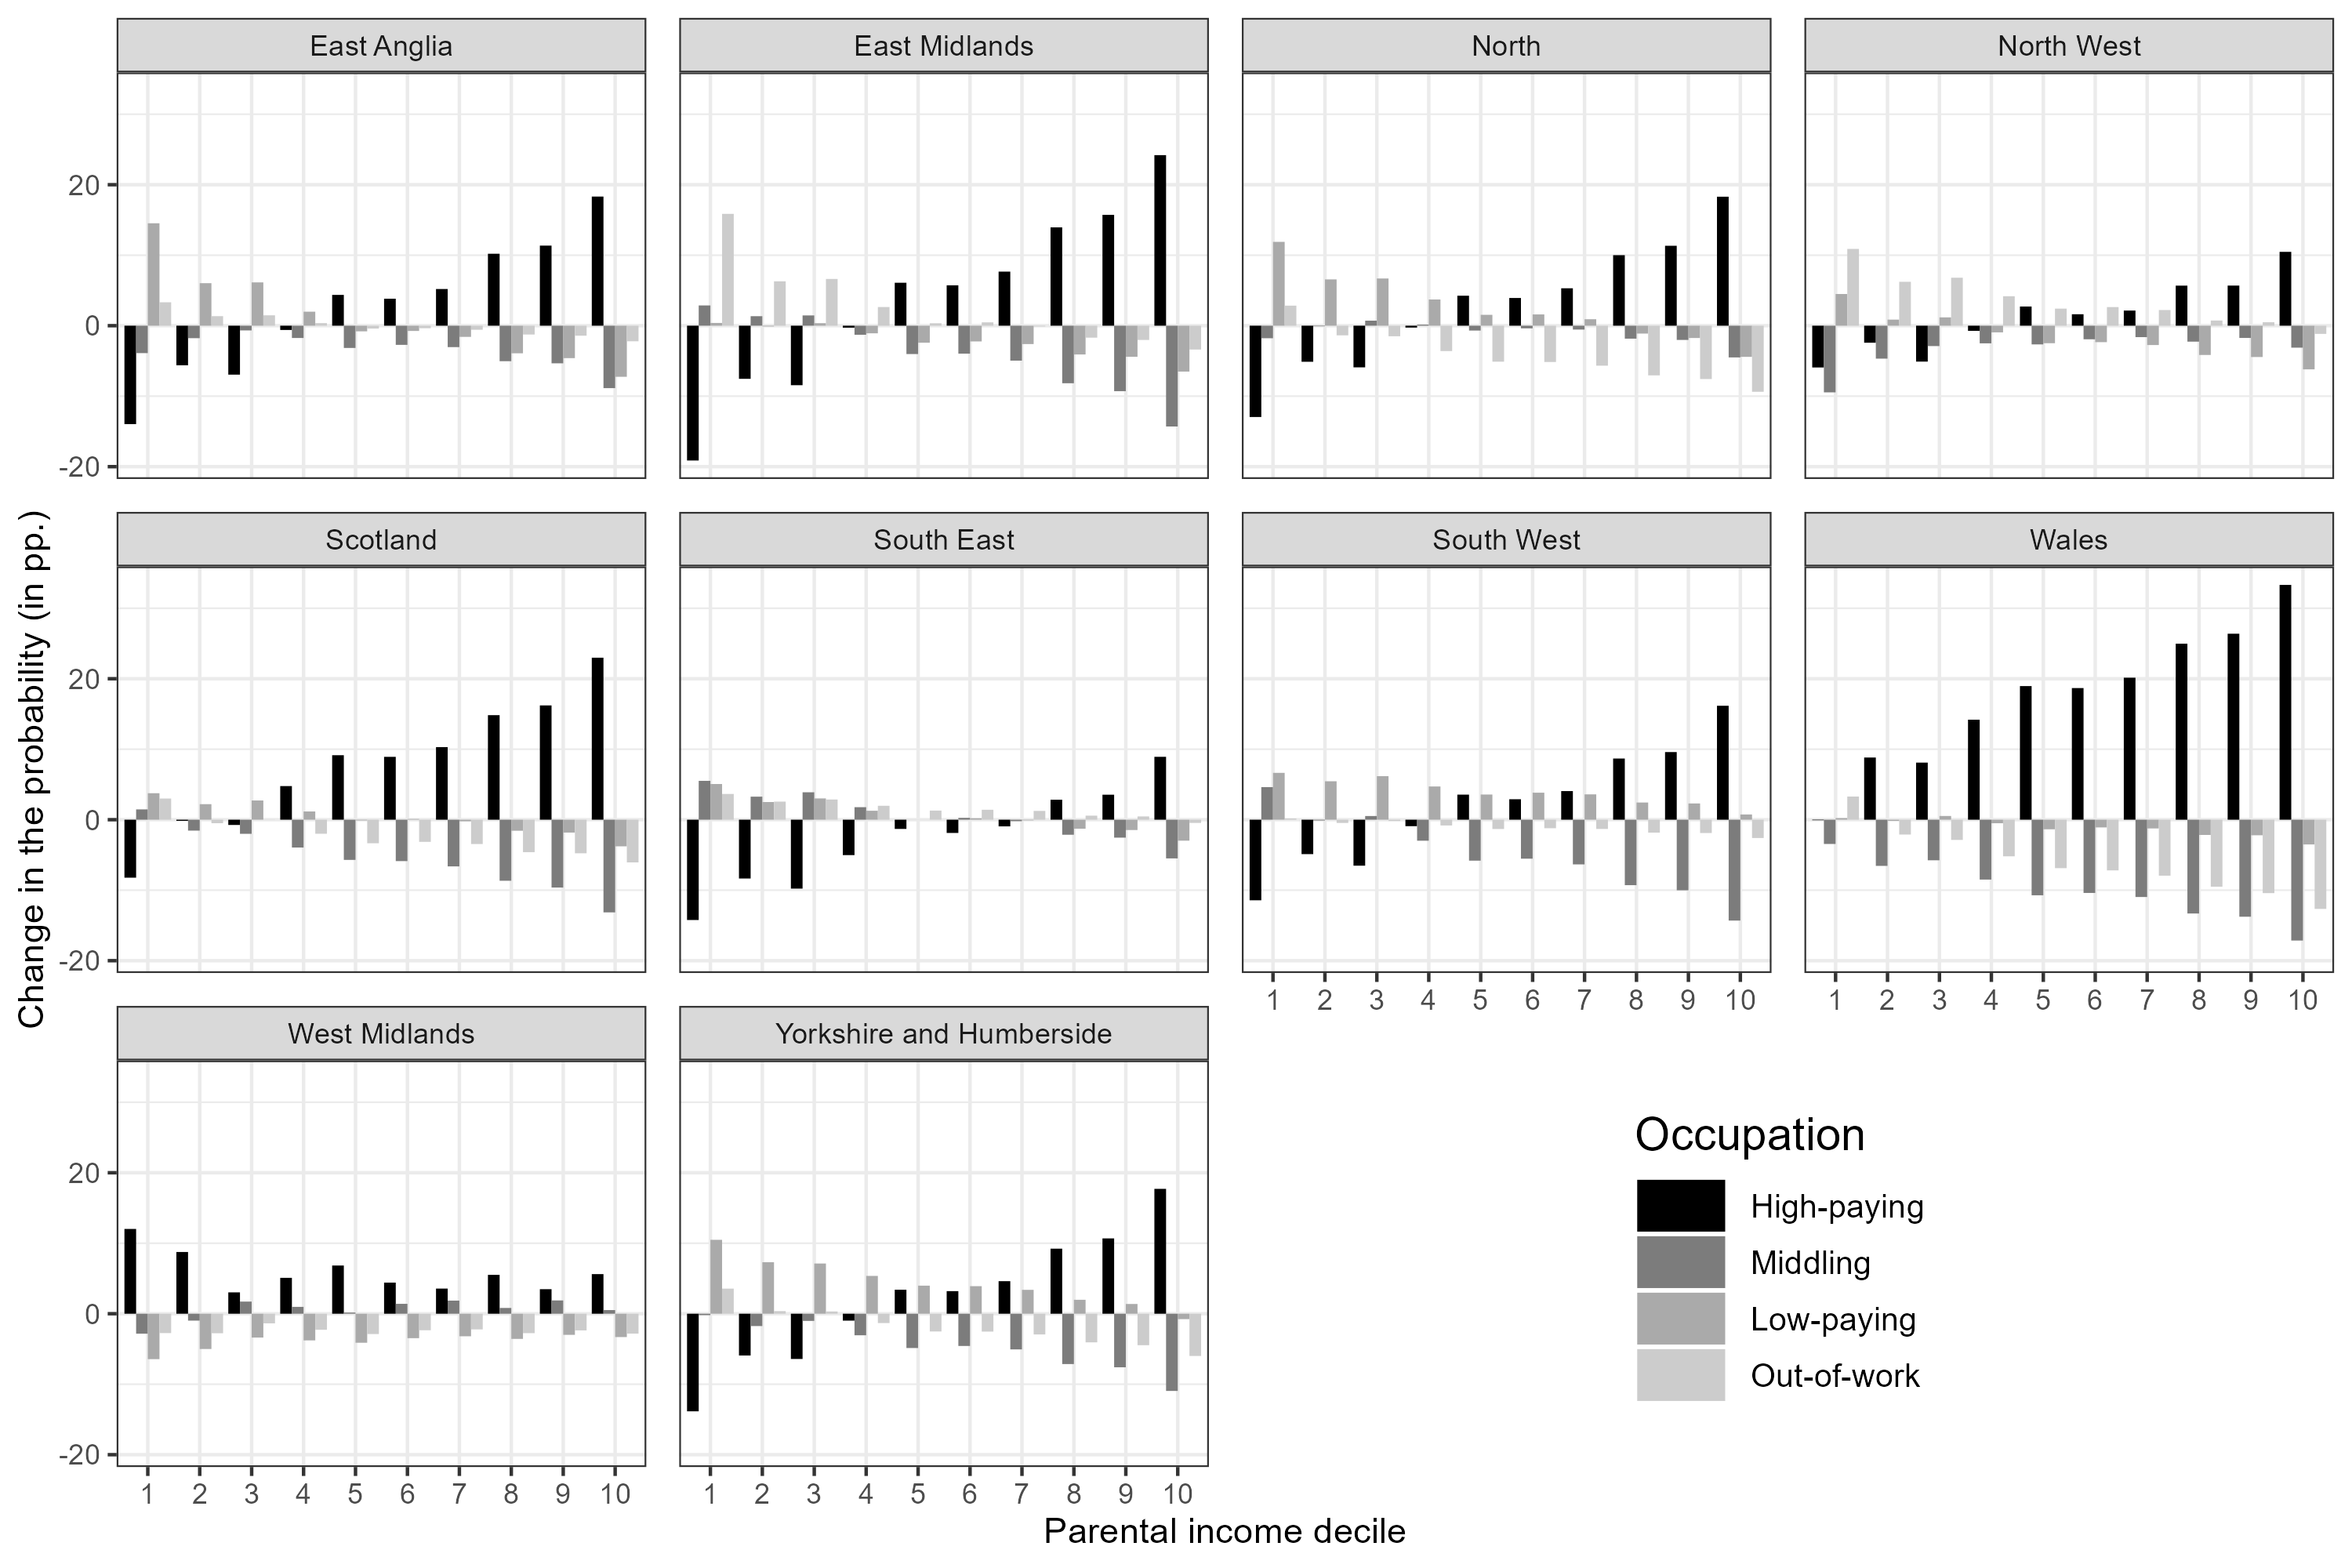 East Anglia
East Midlands
North
North West
20
0
-20
Scotland
South East
South West
Wales
20
0
-20
1 2 3 4 5 6 7 8 9 10
1 2 3 4 5 6 7 8 9 10
West Midlands
Yorkshire and Humberside
20
0
-20
1 2 3 4 5 6 7 8 9 10
1 2 3 4 5 6 7 8 9 10
Change in the probability (in pp.)
Parental income decile
Occupation
High-paying
Middling
Low-paying
Out-of-work